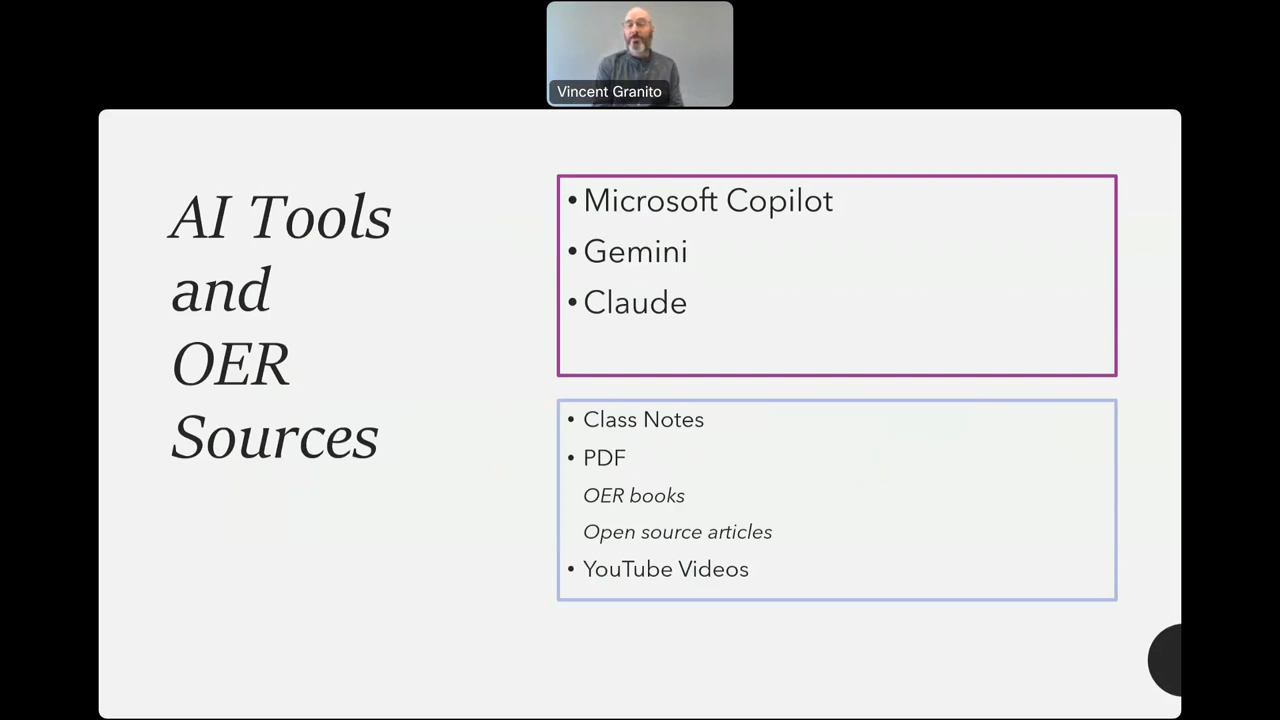 Vincent Granito
AI Tools
and
OER
Sources
• Microsoft Copilot
• Gemini
• Claude
• Class Notes
• PDF
OER books
Open source articles
• YouTube Videos